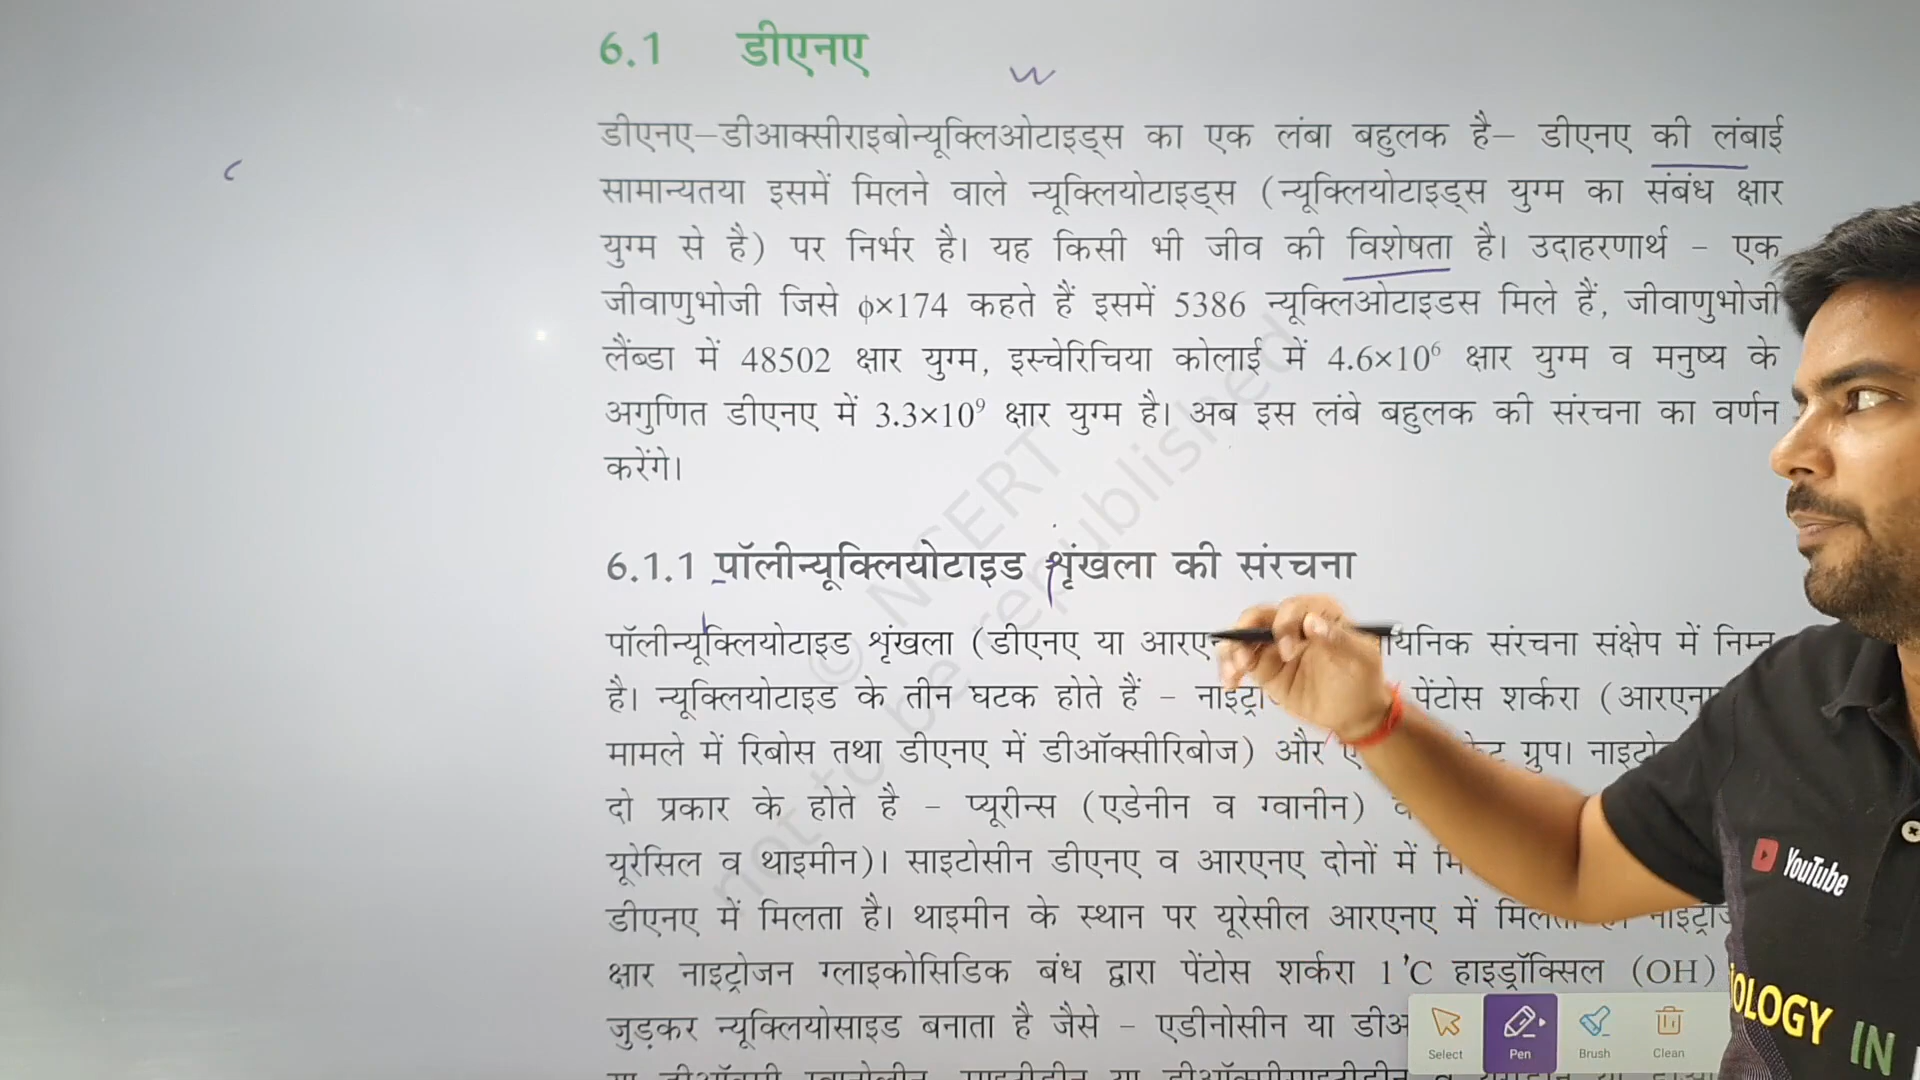 6.1 डीएनए
डीएनए–डीआक्सीराइबोन्यूक्लिओटाइड्स का एक लंबा बहुलक है– डीएनए की लंबाई
सामान्यतया इसमें मिलने वाले न्यूक्लियोटाइड्स (न्यूक्लियोटाइड्स युग्म का संबंध क्षार
युग्म से है) पर निर्भर है। यह किसी भी जीव की विशेषता है। उदाहरणार्थ - एक
जीवाणुभोजी जिसे ϕ×174 कहते हैं इसमें 5386 न्यूक्लिओटाइडस मिले हैं, जीवाणुभोजी
लैंब्डा में 48502 क्षार युग्म, इस्चेरिचिया कोलाई में 4.6×10⁶ क्षार युग्म व मनुष्य के
अगुणित डीएनए में 3.3×10⁹ क्षार युग्म है। अब इस लंबे बहुलक की संरचना का वर्णन
करेंगे।
6.1.1 पॉलीन्यूक्लियोटाइड श्रृंखला की संरचना
पॉलीन्यूक्लियोटाइड श्रृंखला (डीएनए या संरचना संक्षेप में निम्न
है। न्यूक्लियोटाइड के तीन घटक होते हैं - पेंटोस शर्करा
मामले में रिबोस तथा डीएनए में डीऑक्सीरिबोज) और ग्रुप।
दो प्रकार के होते है - प्यूरीन्स (एडेनीन व ग्वानीन)
यूरेसिल व थाइमीन)। साइटोसीन डीएनए व आरएनए दोनों में
डीएनए में मिलता है। थाइमीन के स्थान पर यूरेसील आरएनए में
क्षार नाइट्रोजन ग्लाइकोसिडिक बंध द्वारा पेंटोस शर्करा 1'C हाइड्रॉक्सिल (OH)
जुड़कर न्यूक्लियोसाइड बनाता है जैसे - एडीनोसीन या
© NCERT
not to be republished
YouTube
IN
Select Pen Brush Clean